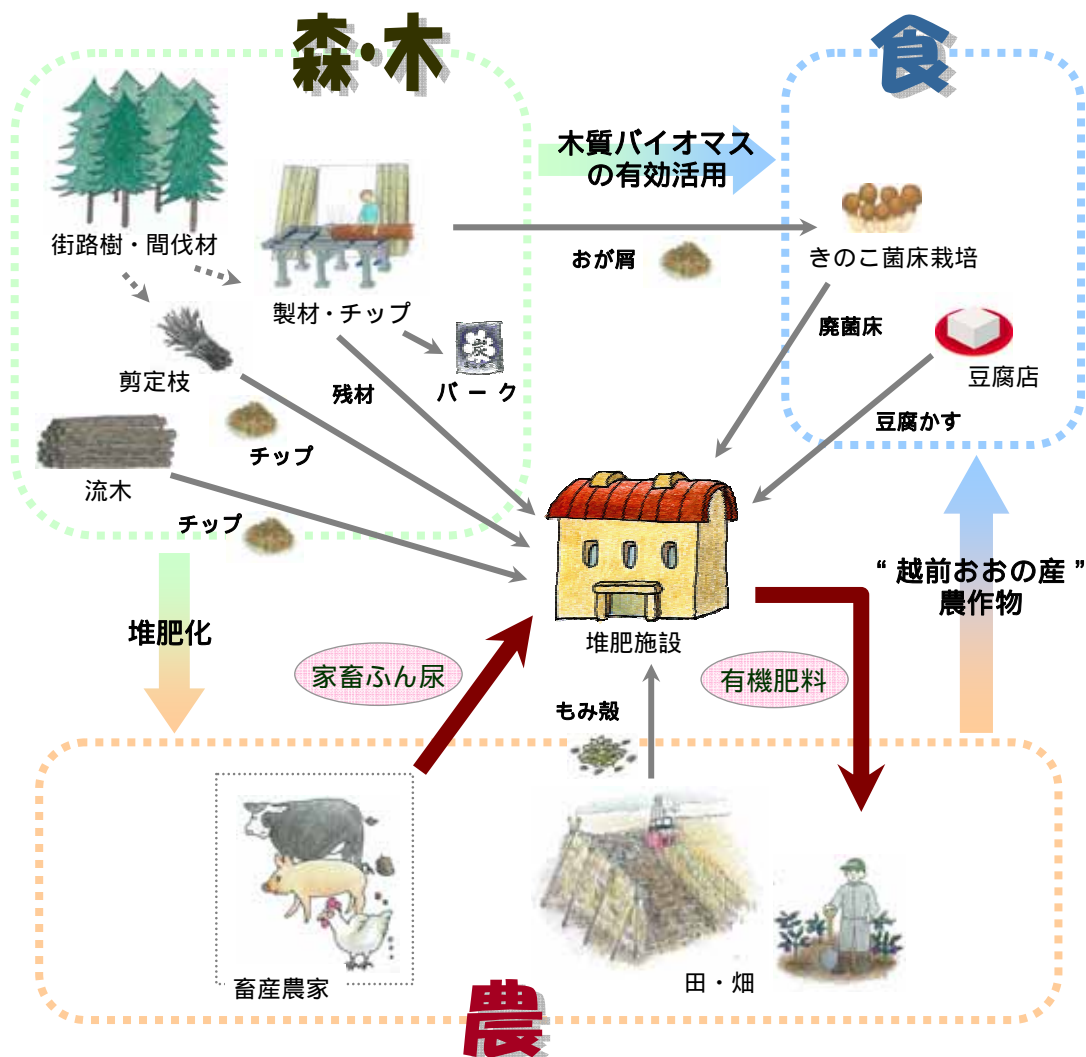 森・木
食
木質バイオマス
の有効活用
街路樹・間伐材
おが屑
きのこ菌床栽培
製材・チップ
廃菌床
剪定枝
残材
バーク
豆腐店
豆腐かす
チップ
流木
チップ
“越前おおの産”
農作物
堆肥化
堆肥施設
家畜ふん尿
有機肥料
もみ殻
畜産農家
田・畑
農